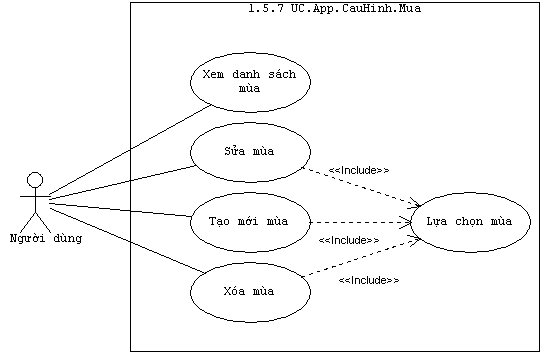 1.5.7 UC.App.CauHinh.Mua
Xem danh sách
mùa
Sửa mùa
<<Include>>
Tạo mới mùa
Lựa chọn mùa
Người dùng
<<Include>>
Xóa mùa
<<Include>>